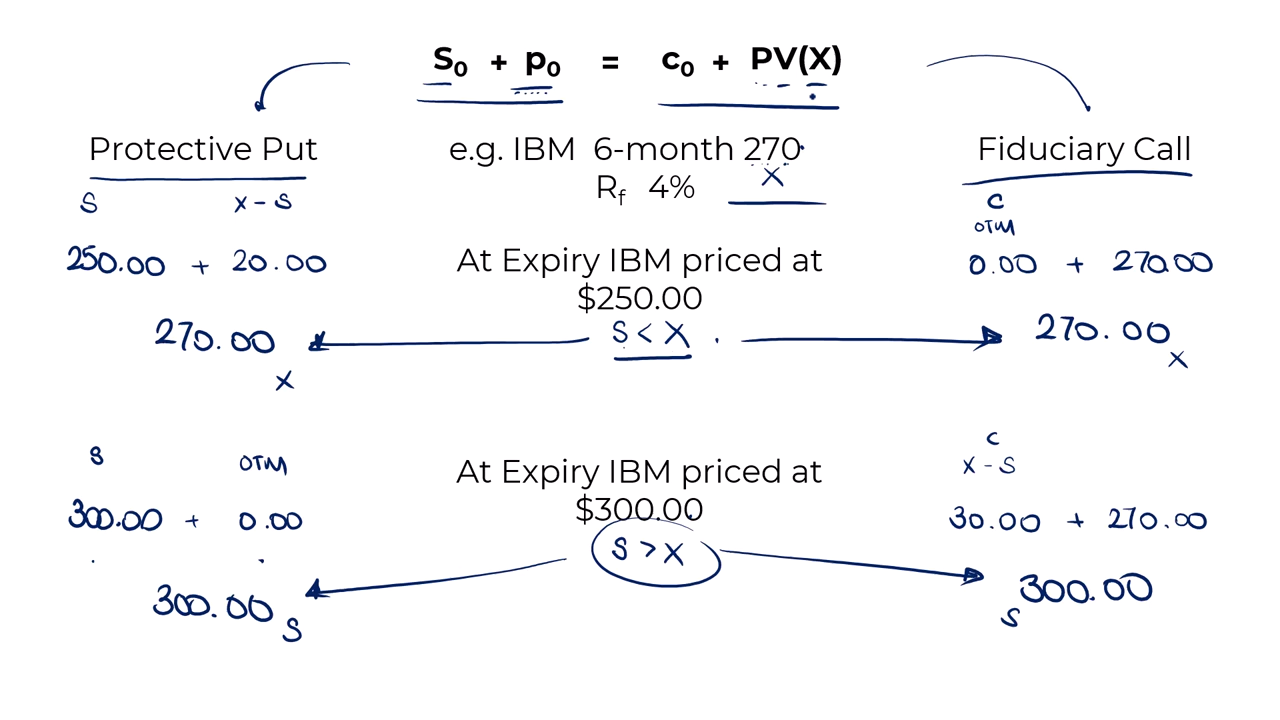 S₀ + p₀ = c₀ + PV(X)
Protective Put
e.g. IBM 6-month 270
Fiduciary Call
R_f 4%
X
S X - S
C
OTM
250.00 + 20.00
At Expiry IBM priced at
$250.00
0.00 + 270.00
270.00
X
S < X
270.00
X
S OTM
At Expiry IBM priced at
$300.00
C
X - S
300.00 + 0.00
S > X
30.00 + 270.00
300.00
S
300.00
S